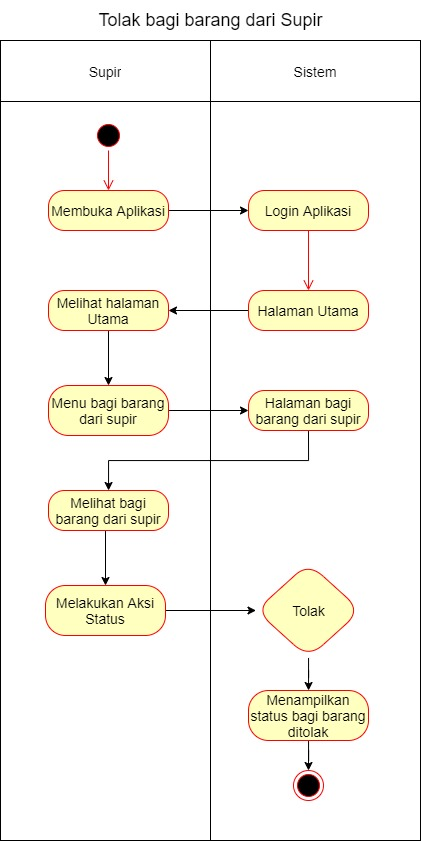 Tolak bagi barang dari Supir
Supir
Sistem
Membuka Aplikasi
Login Aplikasi
Melihat halaman
Utama
Halaman Utama
Menu bagi barang
dari supir
Halaman bagi
barang dari supir
Melihat bagi
barang dari supir
Melakukan Aksi
Status
Tolak
Menampilkan
status bagi barang
ditolak